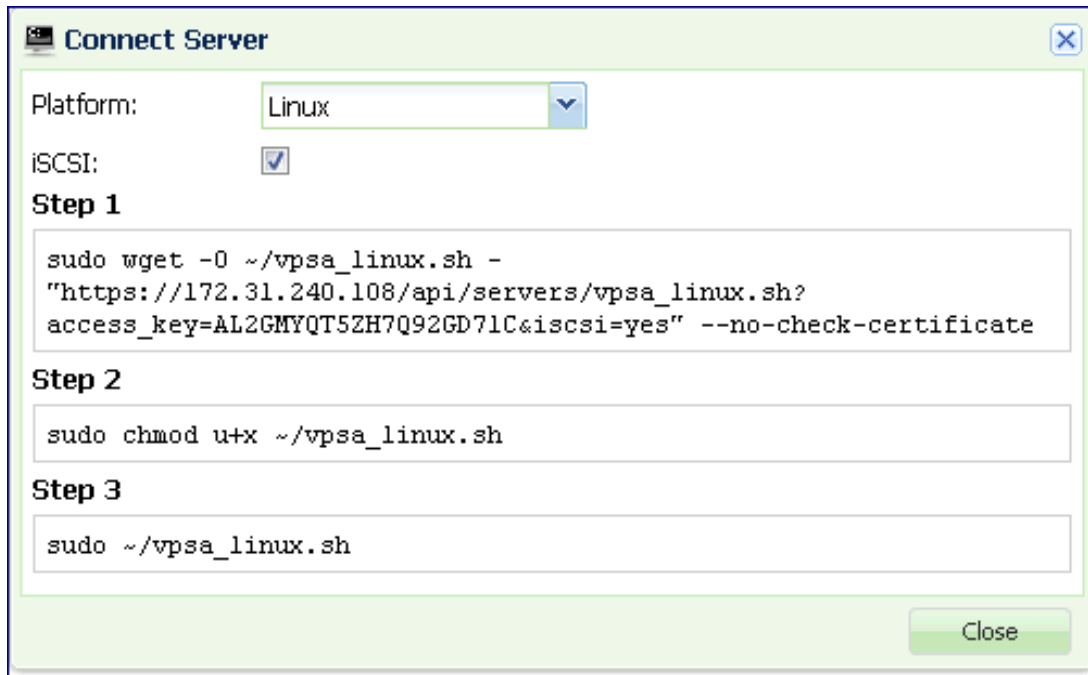 Connect Server
Platform: Linux
iSCSI:
Step 1
sudo wget -O ~/vpsa_linux.sh -
"https://172.31.240.108/api/servers/vpsa_linux.sh?
access_key=AL2GMYQT5ZH7Q92GD7lC&iscsi=yes" --no-check-certificate
Step 2
sudo chmod u+x ~/vpsa_linux.sh
Step 3
sudo ~/vpsa_linux.sh
Close